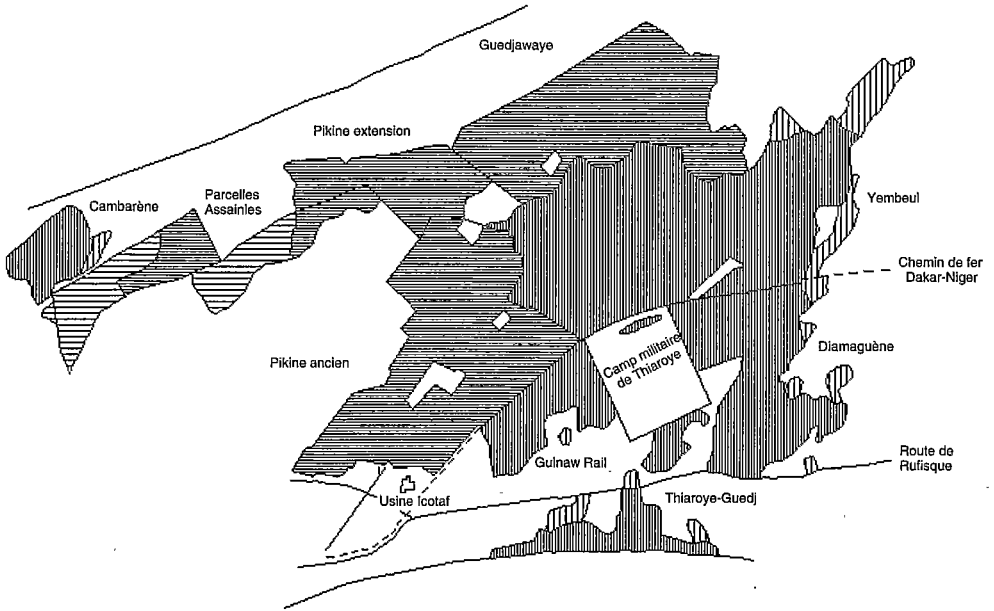 Guedjawaye
Pikine extension
Cambarène
Parcelles
Assainies
Yembeul
Chemin de fer
Dakar-Niger
Camp militaire
de Thiaroye
Diamaguène
Pikine ancien
Gulnaw Rail
Route de
Rufisque
Usine Icotaf
Thiaroye-Guedj